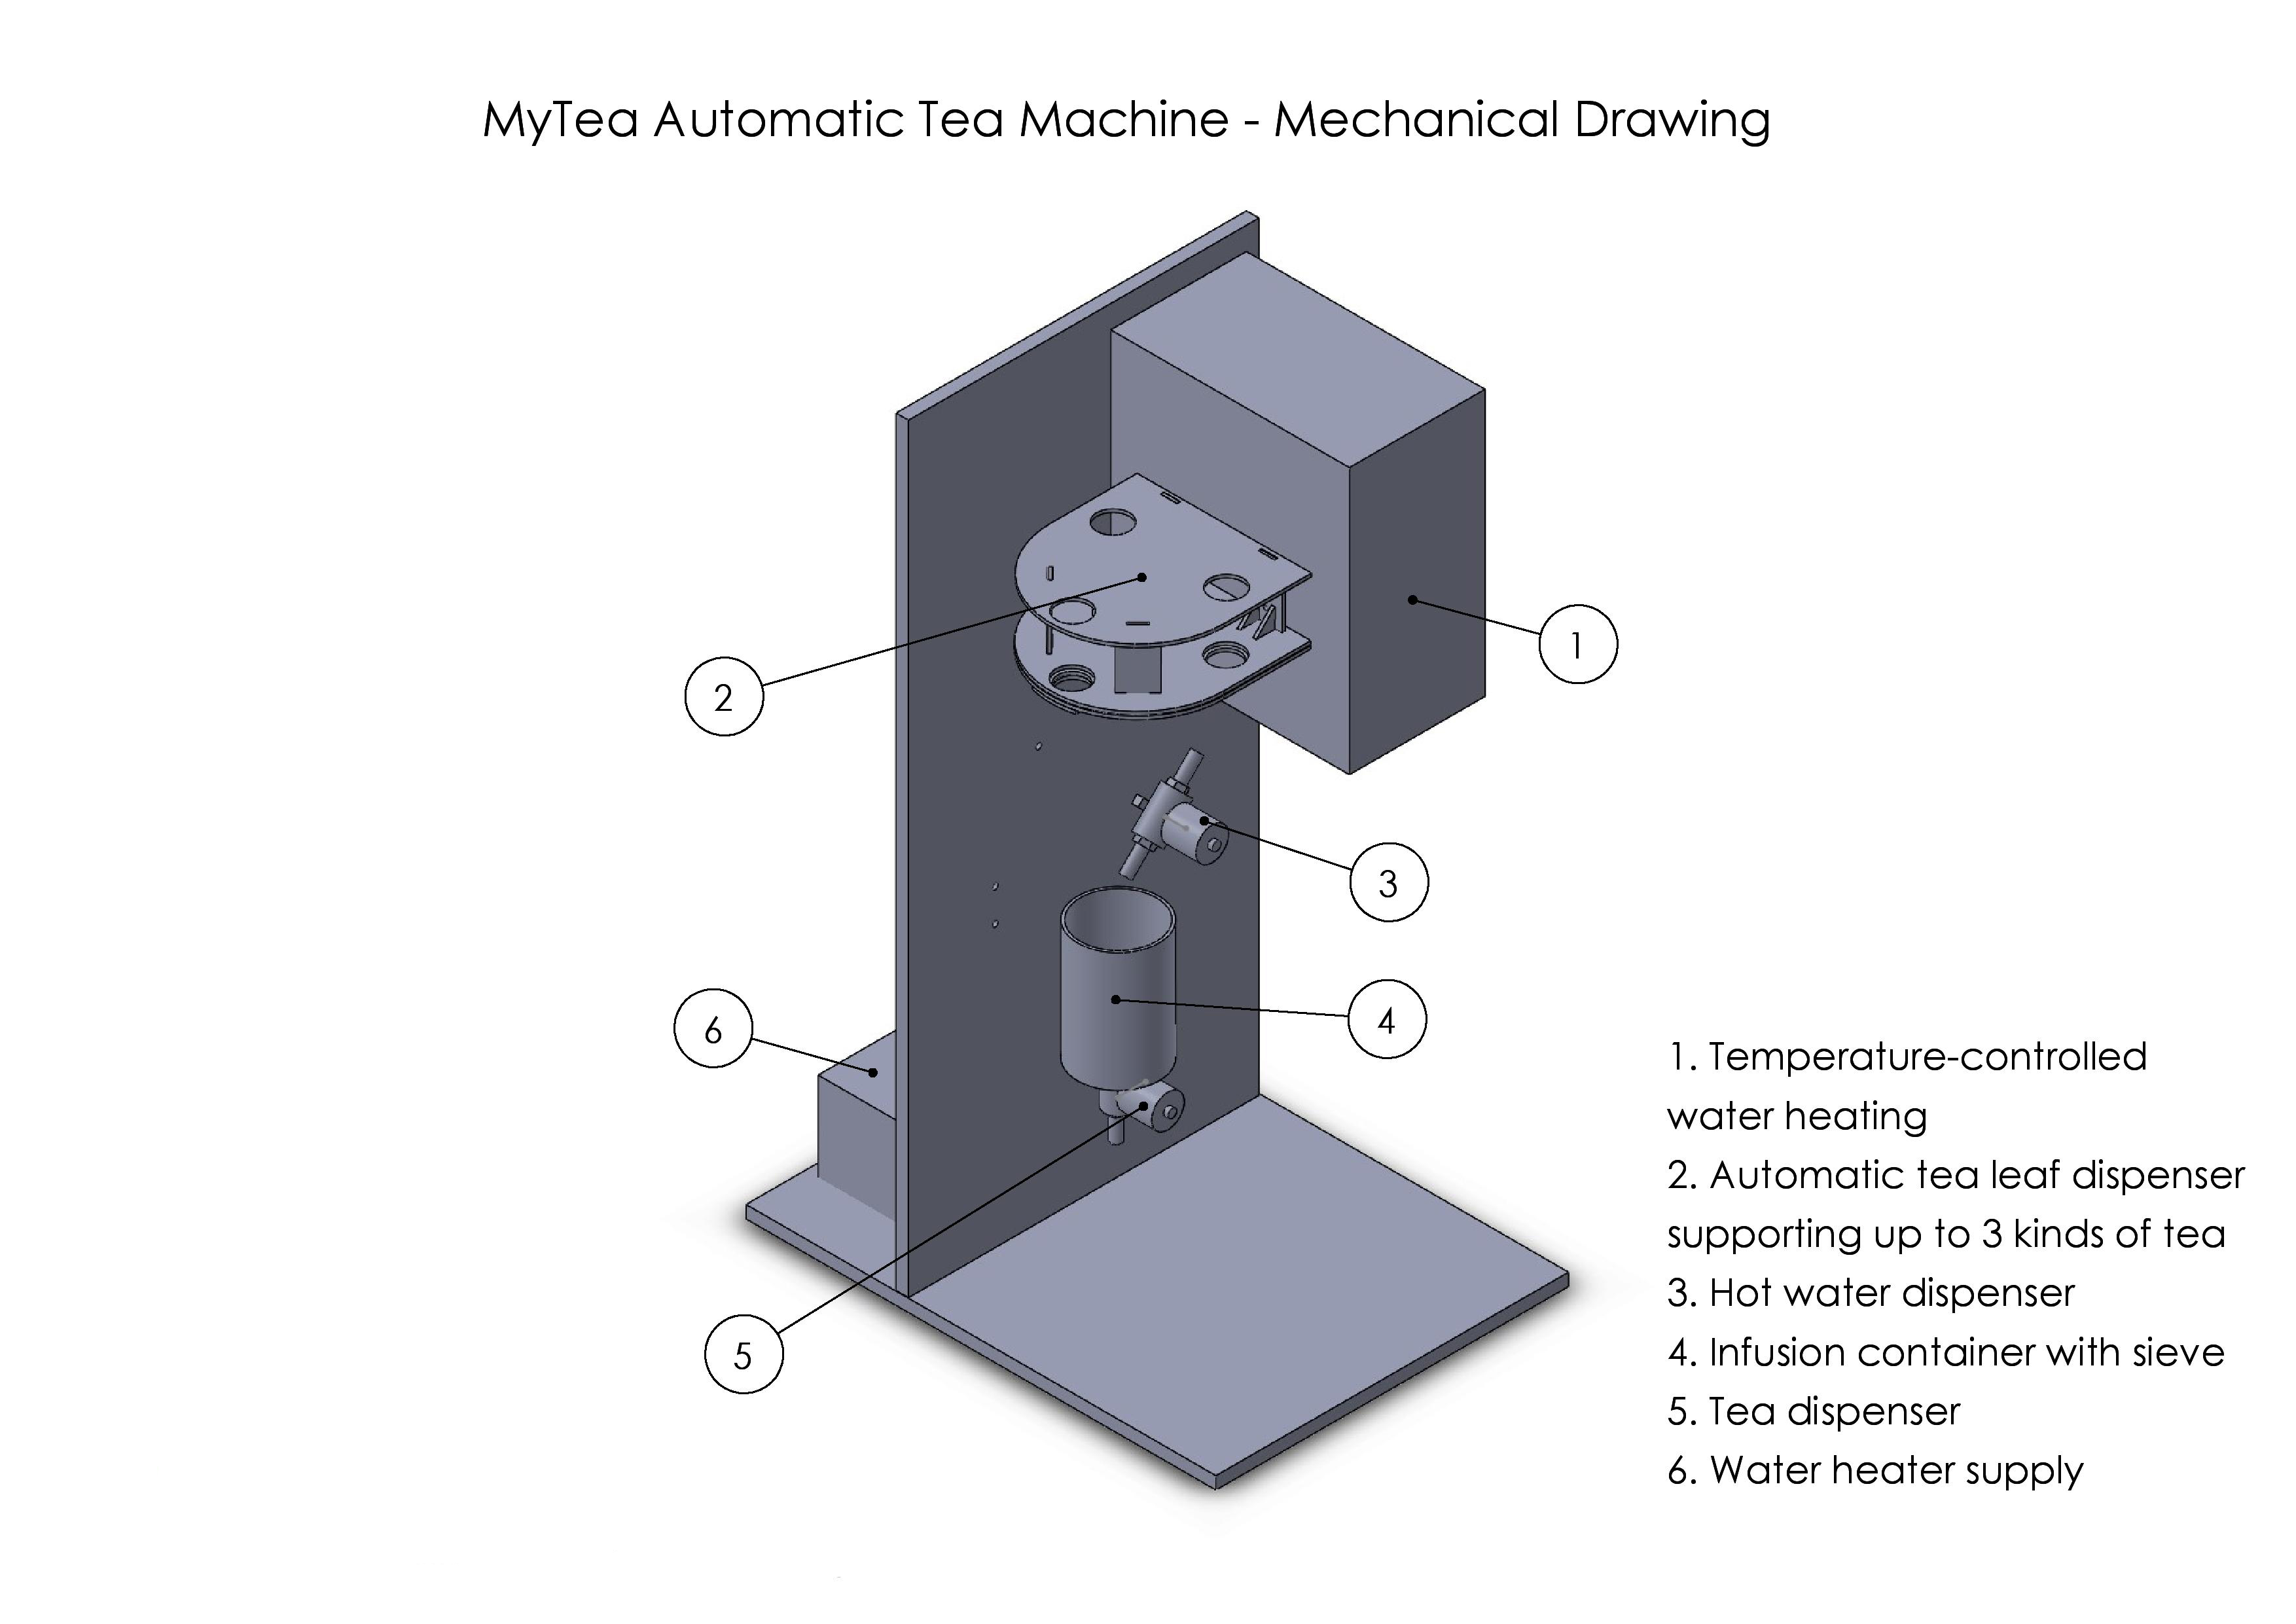 MyTea Automatic Tea Machine - Mechanical Drawing
1
2
3
4
6
5
1. Temperature-controlled
water heating
2. Automatic tea leaf dispenser
supporting up to 3 kinds of tea
3. Hot water dispenser
4. Infusion container with sieve
5. Tea dispenser
6. Water heater supply